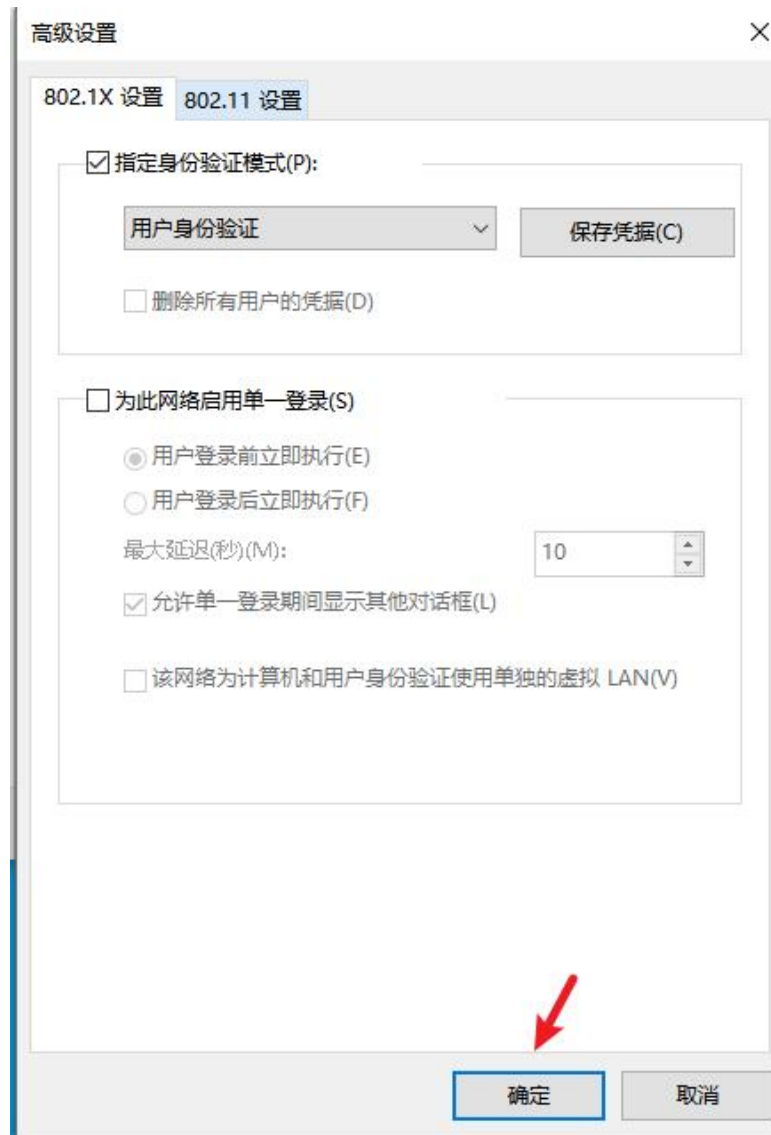 高级设置
802.1X 设置 802.11 设置
指定身份验证模式(P):
用户身份验证 保存凭据(C)
删除所有用户的凭据(D)
为此网络启用单一登录(S)
用户登录前立即执行(E)
用户登录后立即执行(F)
最大延迟(秒)(M): 10
允许单一登录期间显示其他对话框(L)
该网络为计算机和用户身份验证使用单独的虚拟 LAN(V)
确定 取消